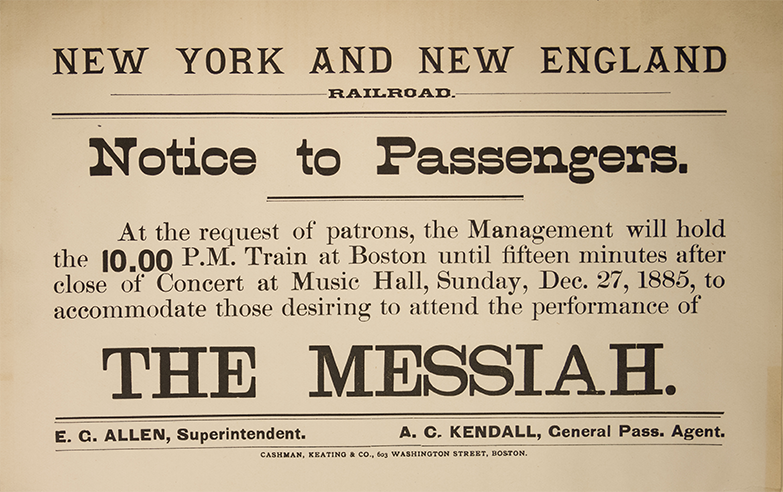 NEW YORK AND NEW ENGLAND
RAILROAD.
Notice to Passengers.
At the request of patrons, the Management will hold
the 10.00 P.M. Train at Boston until fifteen minutes after
close of Concert at Music Hall, Sunday, Dec. 27, 1885, to
accommodate those desiring to attend the performance of
THE MESSIAH.
E. G. ALLEN, Superintendent. A. C. KENDALL, General Pass. Agent.
CASHMAN, KEATING & CO., 603 WASHINGTON STREET, BOSTON.